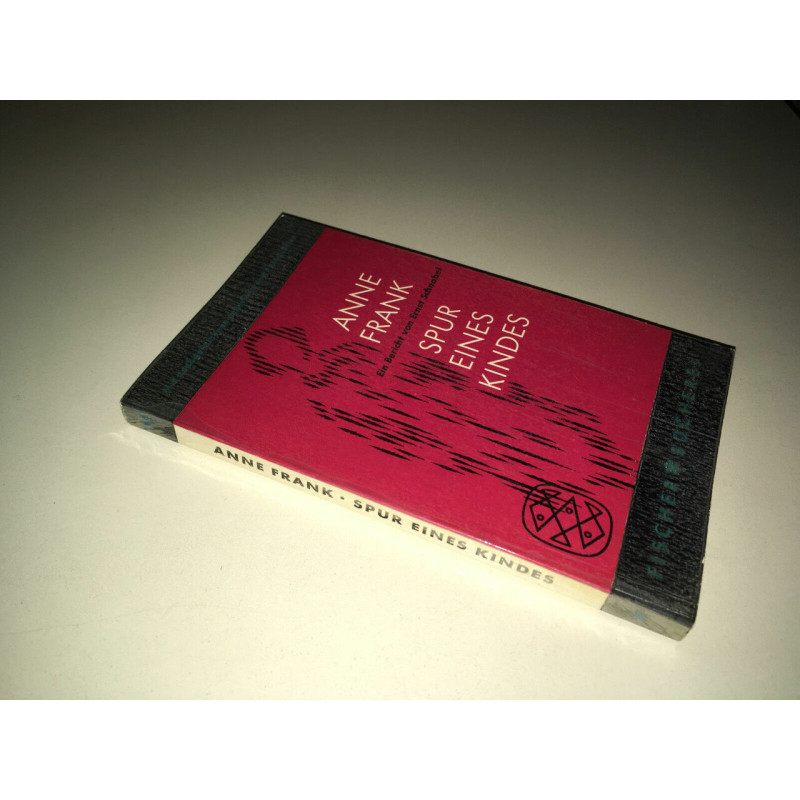 ANNE
FRANK
Ein Bericht von Ernst Schnabel
SPUR
EINES
KINDES
FISCHER BÜCHEREI
ANNE FRANK · SPUR EINES KINDES